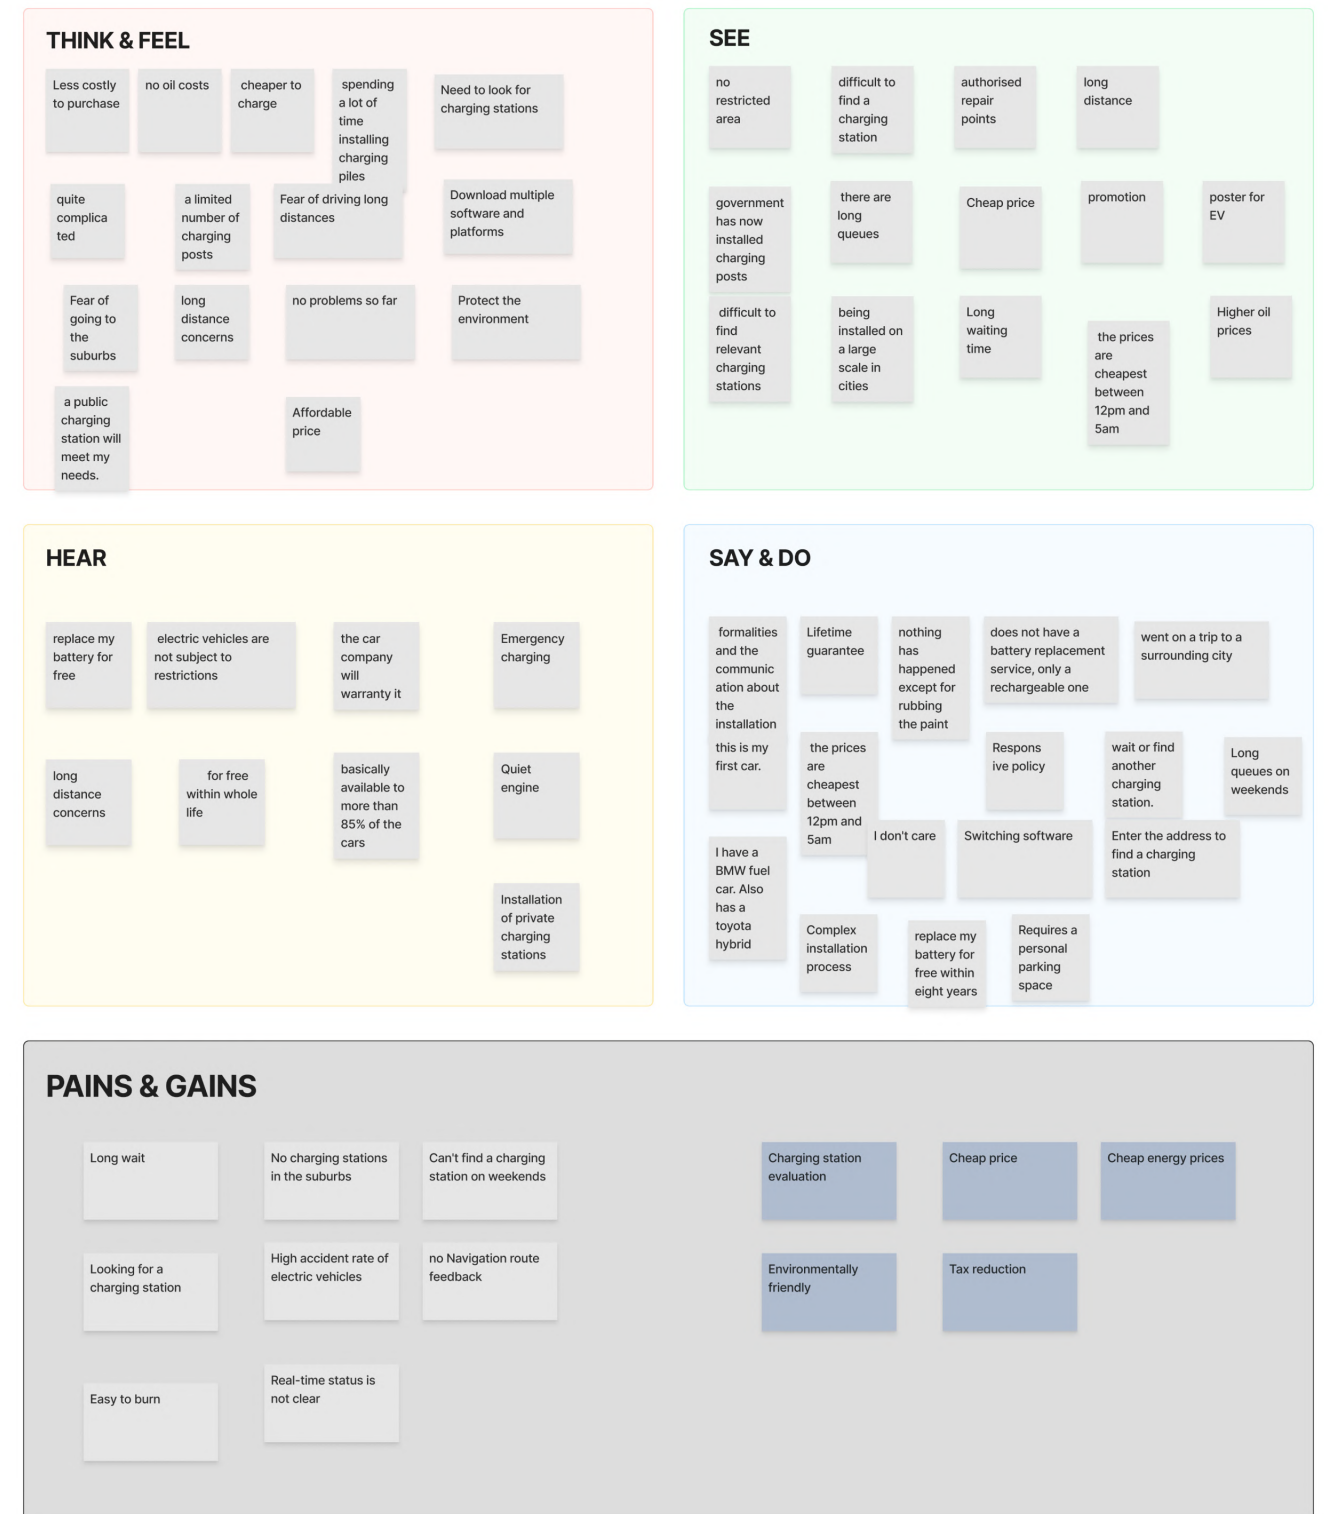 THINK & FEEL
Less costly
to purchase
no oil costs
cheaper to
charge
spending
a lot of
time
installing
charging
piles
Need to look for
charging stations
quite
complica
ted
a limited
number of
charging
posts
Fear of driving long
distances
Download multiple
software and
platforms
Fear of
going to
the
suburbs
long
distance
concerns
no problems so far
Protect the
environment
a public
charging
station will
meet my
needs.
Affordable
price
SEE
no
restricted
area
difficult to
find a
charging
station
authorised
repair
points
long
distance
government
has now
installed
charging
posts
there are
long
queues
Cheap price
promotion
poster for
EV
difficult to
find
relevant
charging
stations
being
installed on
a large
scale in
cities
Long
waiting
time
the prices
are
cheapest
between
12pm and
5am
Higher oil
prices
HEAR
replace my
battery for
free
electric vehicles are
not subject to
restrictions
the car
company
will
warranty it
Emergency
charging
long
distance
concerns
for free
within whole
life
basically
available to
more than
85% of the
cars
Quiet
engine
Installation
of private
charging
stations
SAY & DO
formalities
and the
communic
ation about
the
installation
Lifetime
guarantee
nothing
has
happened
except for
rubbing
the paint
does not have a
battery replacement
service, only a
rechargeable one
went on a trip to a
surrounding city
this is my
first car.
the prices
are
cheapest
between
12pm and
5am
Respons
ive policy
wait or find
another
charging
station.
Long
queues on
weekends
I have a
BMW fuel
car. Also
has a
toyota
hybrid
I don't care
Switching software
Enter the address to
find a charging
station
Complex
installation
process
replace my
battery for
free within
eight years
Requires a
personal
parking
space
PAINS & GAINS
Long wait
No charging stations
in the suburbs
Can't find a charging
station on weekends
Looking for a
charging station
High accident rate of
electric vehicles
no Navigation route
feedback
Easy to burn
Real-time status is
not clear
Charging station
evaluation
Cheap price
Cheap energy prices
Environmentally
friendly
Tax reduction